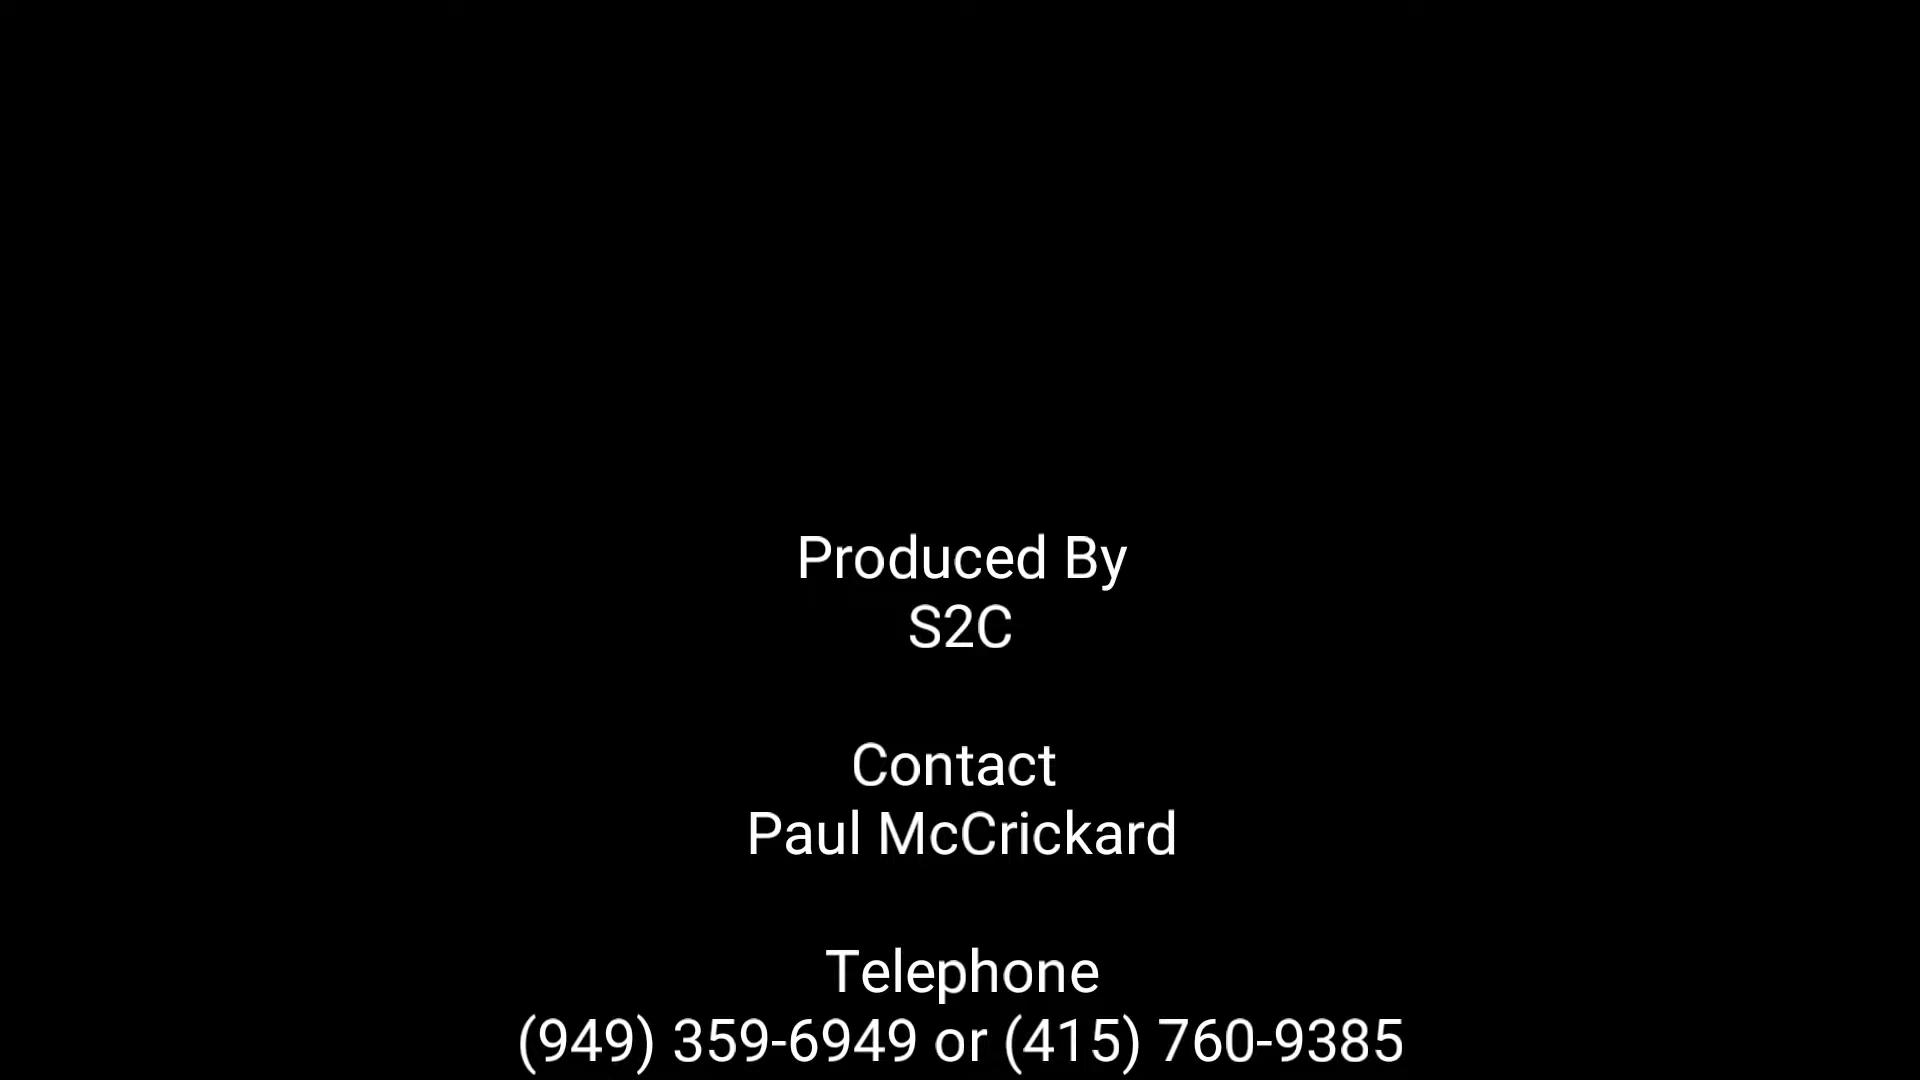 Produced By
S2C
Contact
Paul McCrickard
Telephone
(949) 359-6949 or (415) 760-9385